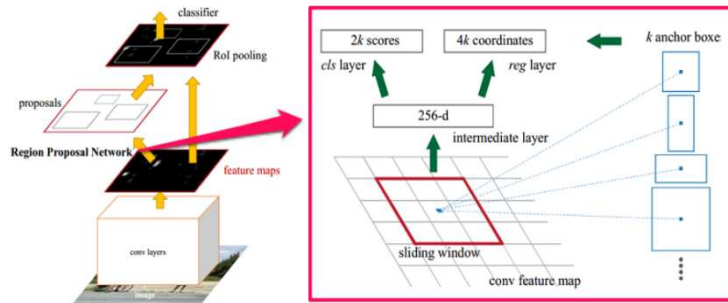 classifier
RoI pooling
proposals
Region Proposal Network
feature maps
conv layers
image
2k scores
4k coordinates
k anchor boxes
cls layer
reg layer
256-d
intermediate layer
sliding window
conv feature map